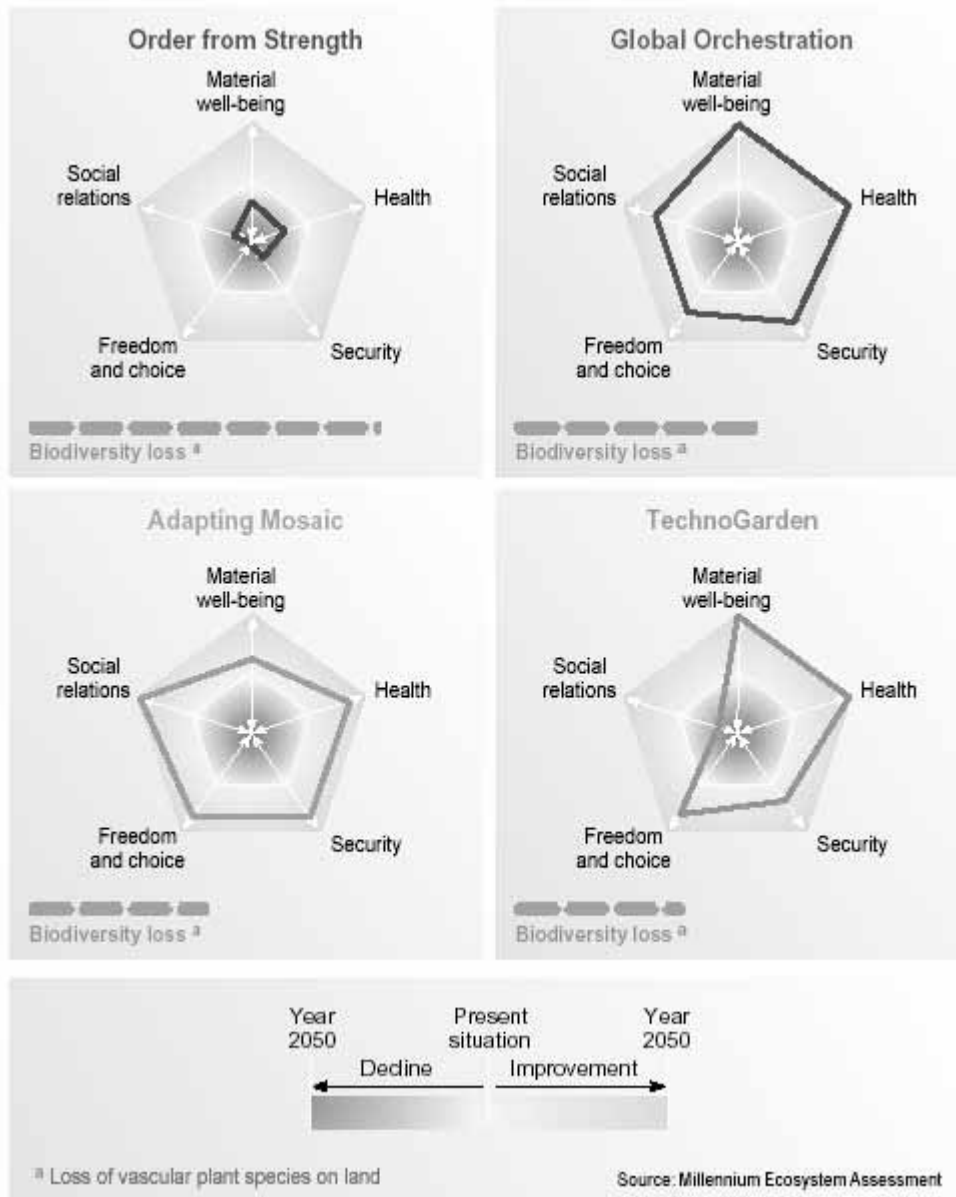 Order from Strength
Material
well-being
Social
relations
Health
Freedom
and choice
Security
Biodiversity loss a
Global Orchestration
Material
well-being
Social
relations
Health
Freedom
and choice
Security
Biodiversity loss a
Adapting Mosaic
Material
well-being
Social
relations
Health
Freedom
and choice
Security
Biodiversity loss a
TechnoGarden
Material
well-being
Social
relations
Health
Freedom
and choice
Security
Biodiversity loss a
Year
2050
Present
situation
Year
2050
Decline
Improvement
a Loss of vascular plant species on land
Source: Millennium Ecosystem Assessment